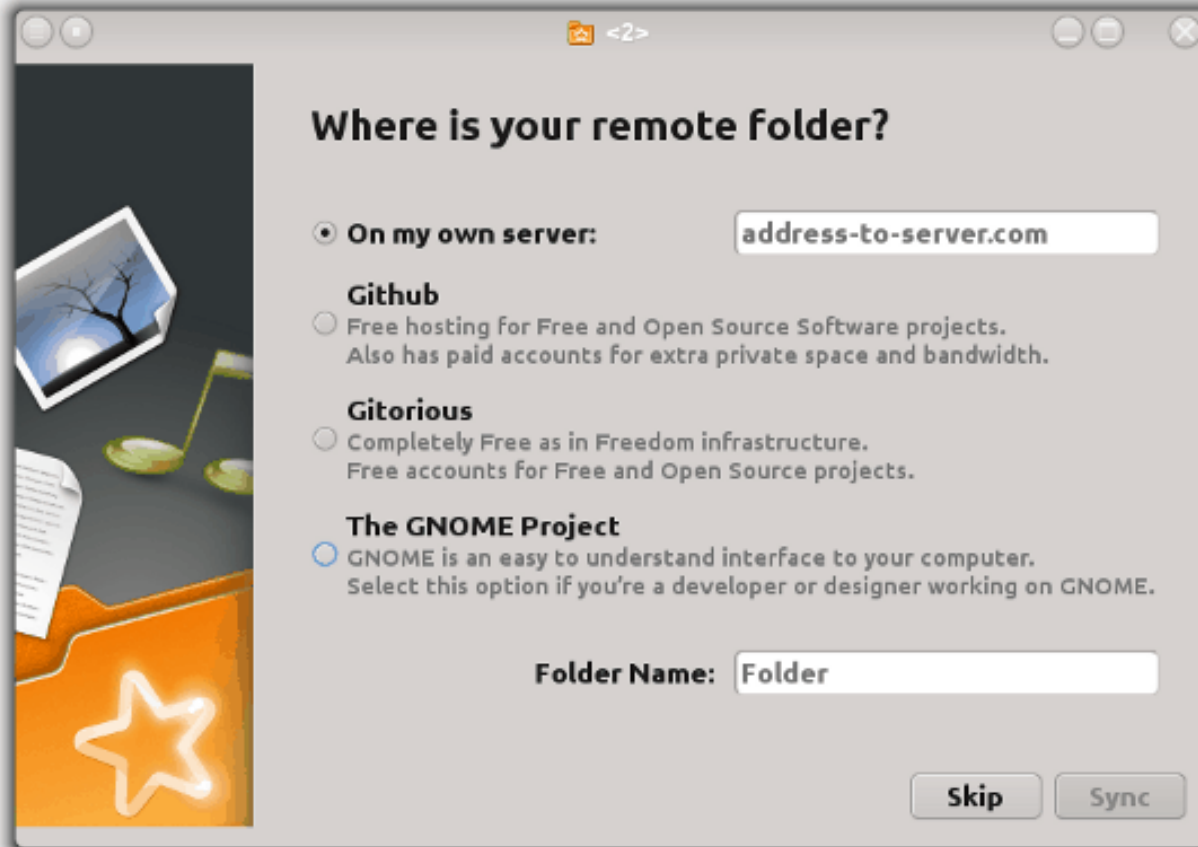 <2>
Where is your remote folder?
On my own server: address-to-server.com
Github
Free hosting for Free and Open Source Software projects.
Also has paid accounts for extra private space and bandwidth.
Gitorious
Completely Free as in Freedom infrastructure.
Free accounts for Free and Open Source projects.
The GNOME Project
GNOME is an easy to understand interface to your computer.
Select this option if you're a developer or designer working on GNOME.
Folder Name: Folder
Skip Sync